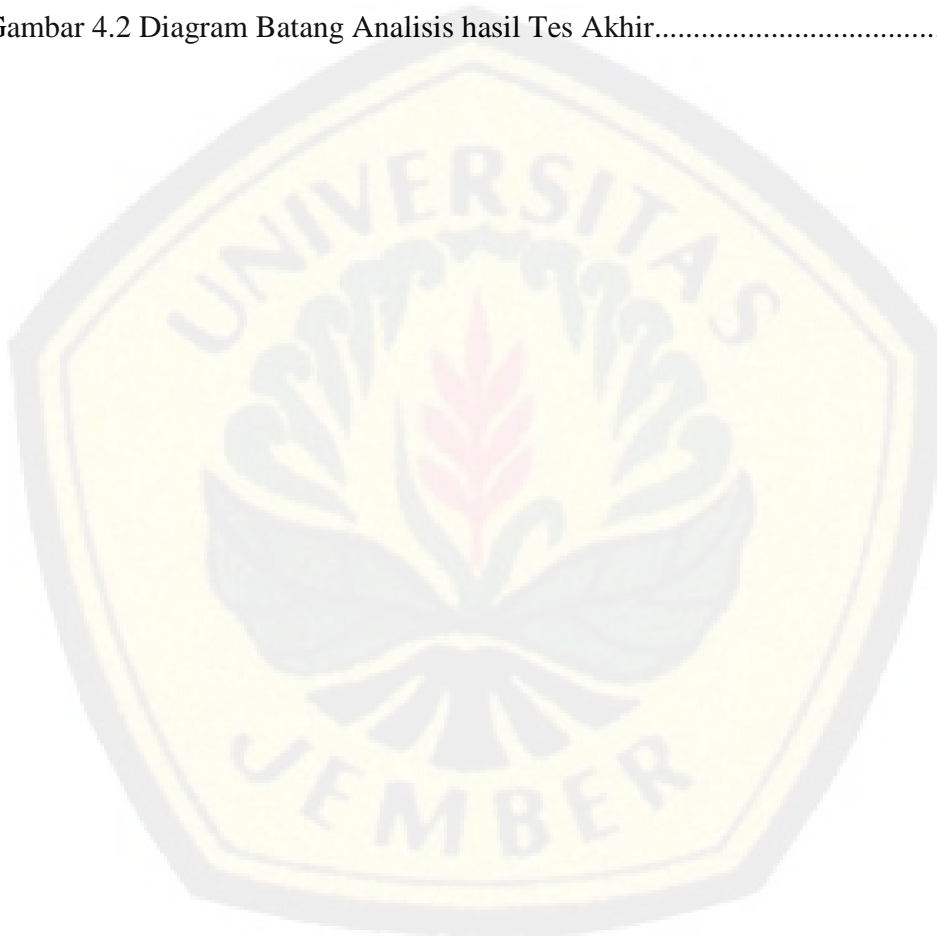 Gambar 4.2 Diagram Batang Analisis hasil Tes Akhir.....................................
UNIVERSITAS
JEMBER